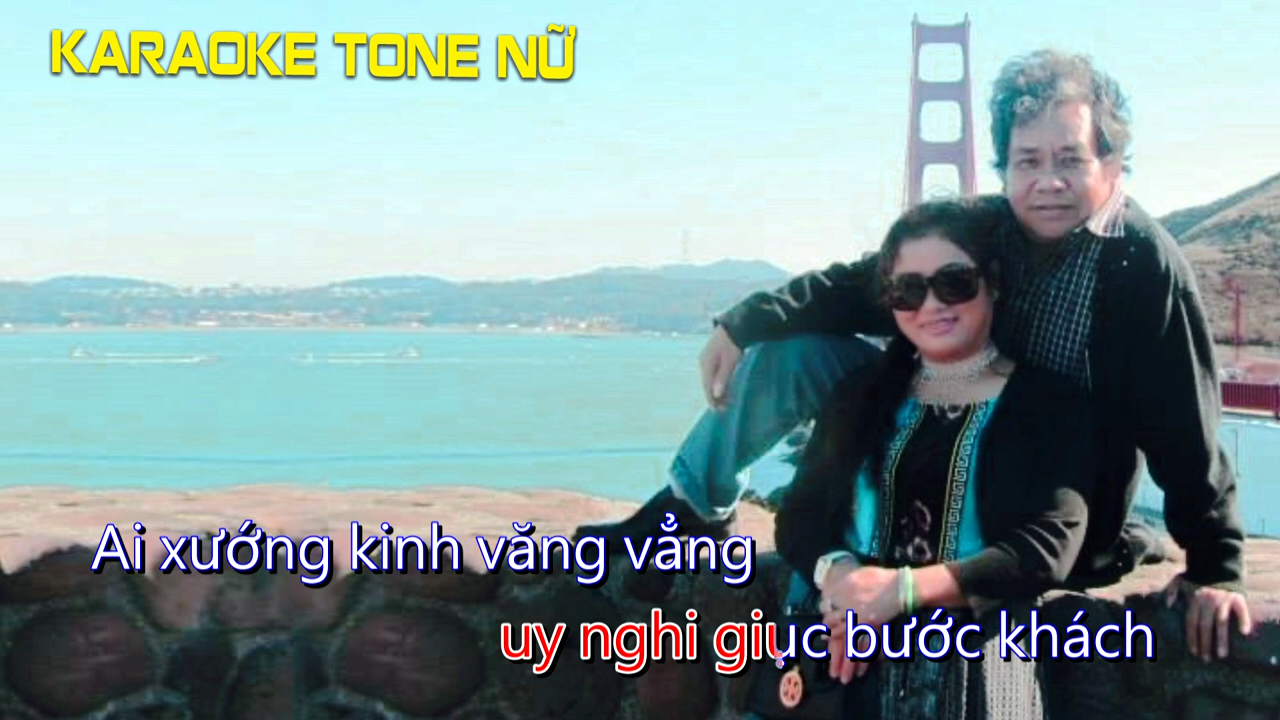 KARAOKE TONE NỮ
Ai xướng kinh văng vẳng
uy nghi giục bước khách